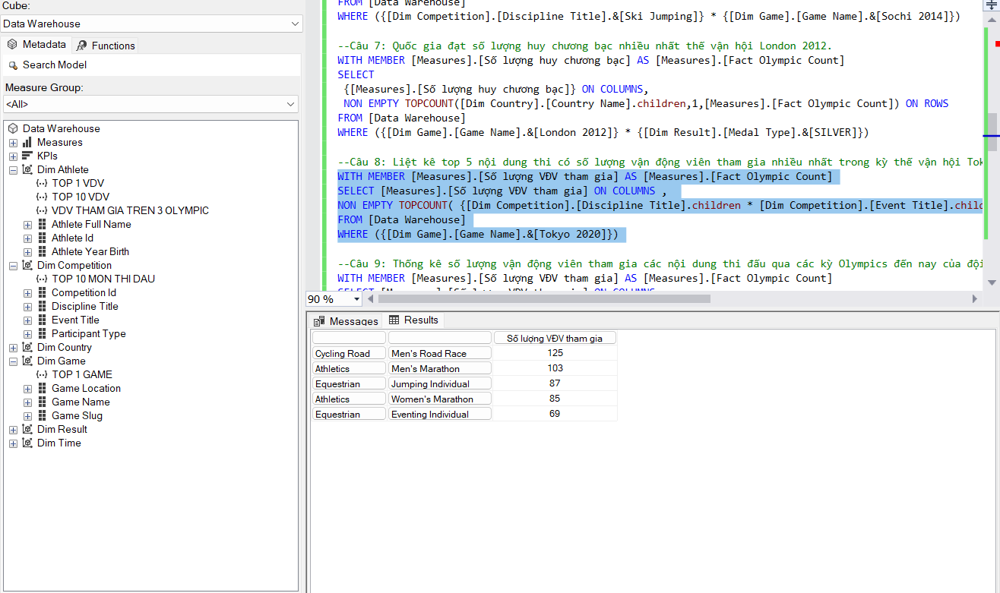 Cube:
Data Warehouse
Metadata
Functions
Search Model
Measure Group:
<All>
Data Warehouse
Measures
KPIs
Dim Athlete
TOP 1 VDV
TOP 10 VDV
VDV THAM GIA TREN 3 OLYMPIC
Athlete Full Name
Athlete Id
Athlete Year Birth
Dim Competition
TOP 10 MON THI DAU
Competition Id
Discipline Title
Event Title
Participant Type
Dim Country
Dim Game
TOP 1 GAME
Game Location
Game Name
Game Slug
Dim Result
Dim Time
FROM [Data Warehouse]
WHERE ({[Dim Competition].[Discipline Title].&[Ski Jumping]} * {[Dim Game].[Game Name].&[Sochi 2014]})
--Câu 7: Quốc gia đạt số lượng huy chương bạc nhiều nhất thế vận hội London 2012.
WITH MEMBER [Measures].[Số lượng huy chương bạc] AS [Measures].[Fact Olympic Count]
SELECT
{[Measures].[Số lượng huy chương bạc]} ON COLUMNS,
NON EMPTY TOPCOUNT([Dim Country].[Country Name].children,1,[Measures].[Fact Olympic Count]) ON ROWS
FROM [Data Warehouse]
WHERE ({[Dim Game].[Game Name].&[London 2012]} * {[Dim Result].[Medal Type].&[SILVER]})
--Câu 8: Liệt kê top 5 nội dung thi có số lượng vận động viên tham gia nhiều nhất trong kỳ thế vận hội Tok
WITH MEMBER [Measures].[Số lượng VĐV tham gia] AS [Measures].[Fact Olympic Count]
SELECT [Measures].[Số lượng VĐV tham gia] ON COLUMNS ,
NON EMPTY TOPCOUNT( {[Dim Competition].[Discipline Title].children * [Dim Competition].[Event Title].child
FROM [Data Warehouse]
WHERE ({[Dim Game].[Game Name].&[Tokyo 2020]})
--Câu 9: Thống kê số lượng vận động viên tham gia các nội dung thi đấu qua các kỳ Olympics đến nay của đội
WITH MEMBER [Measures].[Số lượng VĐV tham gia] AS [Measures].[Fact Olympic Count]
SELECT [Measures].[Số lượng VĐV tham gia] ON COLUMNS
90 %
Messages
Results
Số lượng VĐV tham gia
Cycling Road Men's Road Race 125
Athletics Men's Marathon 103
Equestrian Jumping Individual 87
Athletics Women's Marathon 85
Equestrian Eventing Individual 69